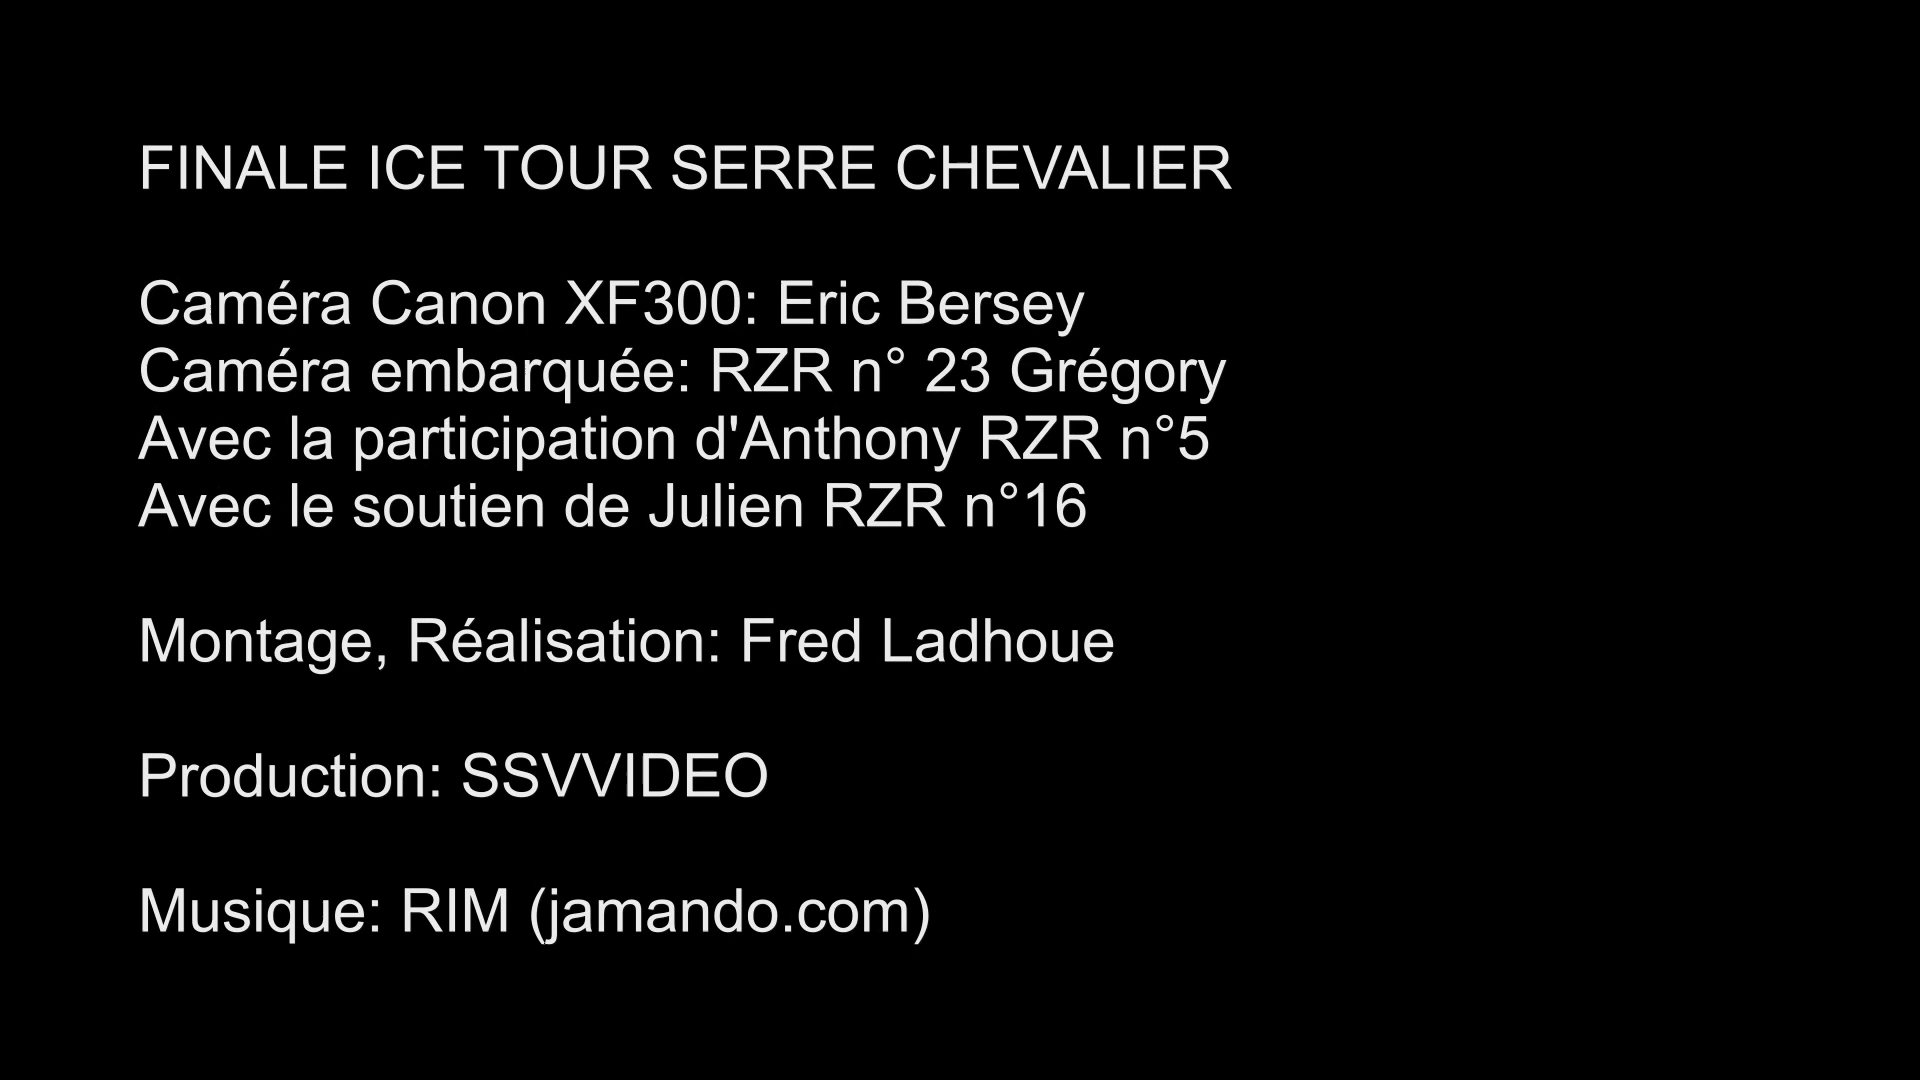 FINALE ICE TOUR SERRE CHEVALIER
Caméra Canon XF300: Eric Bersey
Caméra embarquée: RZR n° 23 Grégory
Avec la participation d'Anthony RZR n°5
Avec le soutien de Julien RZR n°16
Montage, Réalisation: Fred Ladhoue
Production: SSVVIDEO
Musique: RIM (jamando.com)